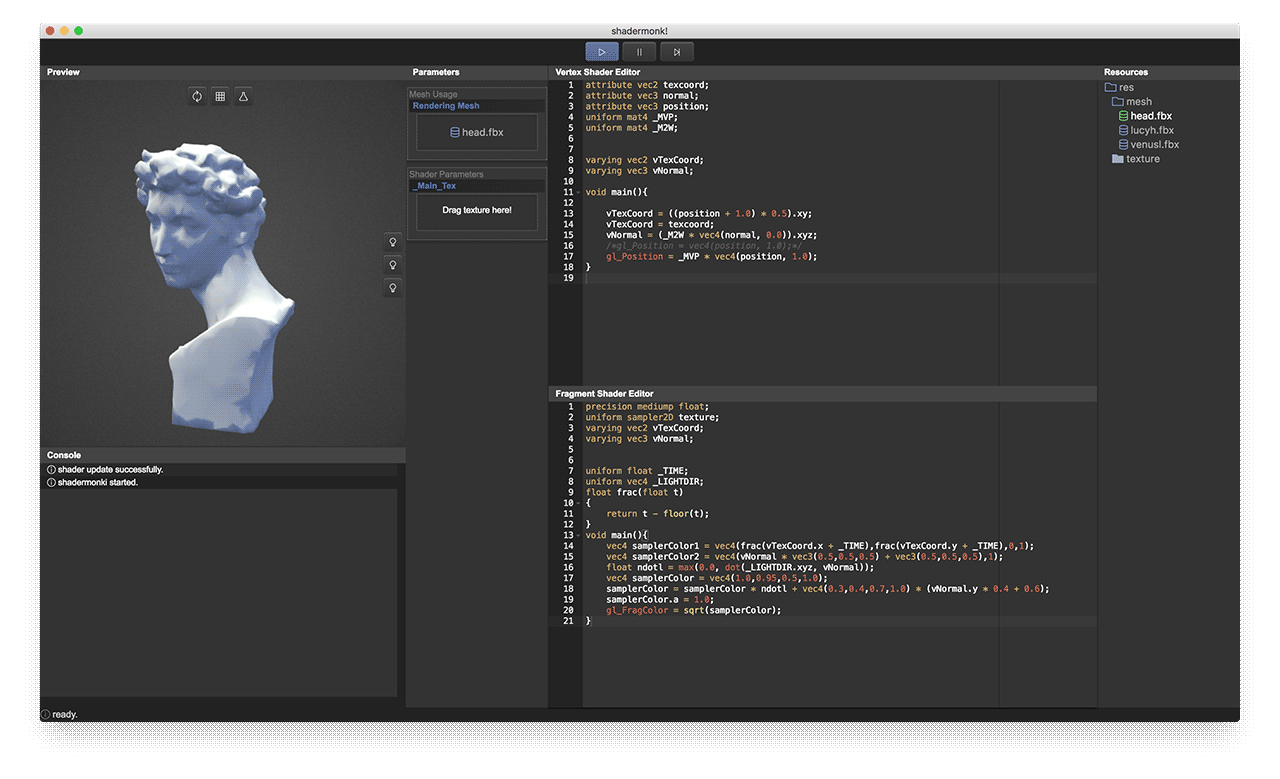 shadermonk!
Preview
Console
shader update successfully.
shadermonki started.
ready.
Parameters
Mesh Usage
Rendering Mesh
head.fbx
Shader Parameters
_Main_Tex
Drag texture here!
Vertex Shader Editor
1 attribute vec2 texcoord;
2 attribute vec3 normal;
3 attribute vec3 position;
4 uniform mat4 _MVP;
5 uniform mat4 _M2W;
6
7
8 varying vec2 vTexCoord;
9 varying vec3 vNormal;
10
11 void main(){
12
13 vTexCoord = ((position + 1.0) * 0.5).xy;
14 vTexCoord = texcoord;
15 vNormal = (_M2W * vec4(normal, 0.0)).xyz;
16 /*gl_Position = vec4(position, 1.0);*/
17 gl_Position = _MVP * vec4(position, 1.0);
18 }
19
Fragment Shader Editor
1 precision mediump float;
2 uniform sampler2D texture;
3 varying vec2 vTexCoord;
4 varying vec3 vNormal;
5
6
7 uniform float _TIME;
8 uniform vec4 _LIGHTDIR;
9 float frac(float t)
10 {
11 return t - floor(t);
12 }
13 void main(){
14 vec4 samplerColor1 = vec4(frac(vTexCoord.x + _TIME),frac(vTexCoord.y + _TIME),0,1);
15 vec4 samplerColor2 = vec4(vNormal * vec3(0.5,0.5,0.5) + vec3(0.5,0.5,0.5),1);
16 float ndotl = max(0.0, dot(_LIGHTDIR.xyz, vNormal));
17 vec4 samplerColor = vec4(1.0,0.95,0.5,1.0);
18 samplerColor = samplerColor * ndotl + vec4(0.3,0.4,0.7,1.0) * (vNormal.y * 0.4 + 0.6);
19 samplerColor.a = 1.0;
20 gl_FragColor = sqrt(samplerColor);
21 }
Resources
res
mesh
head.fbx
lucyh.fbx
venusl.fbx
texture